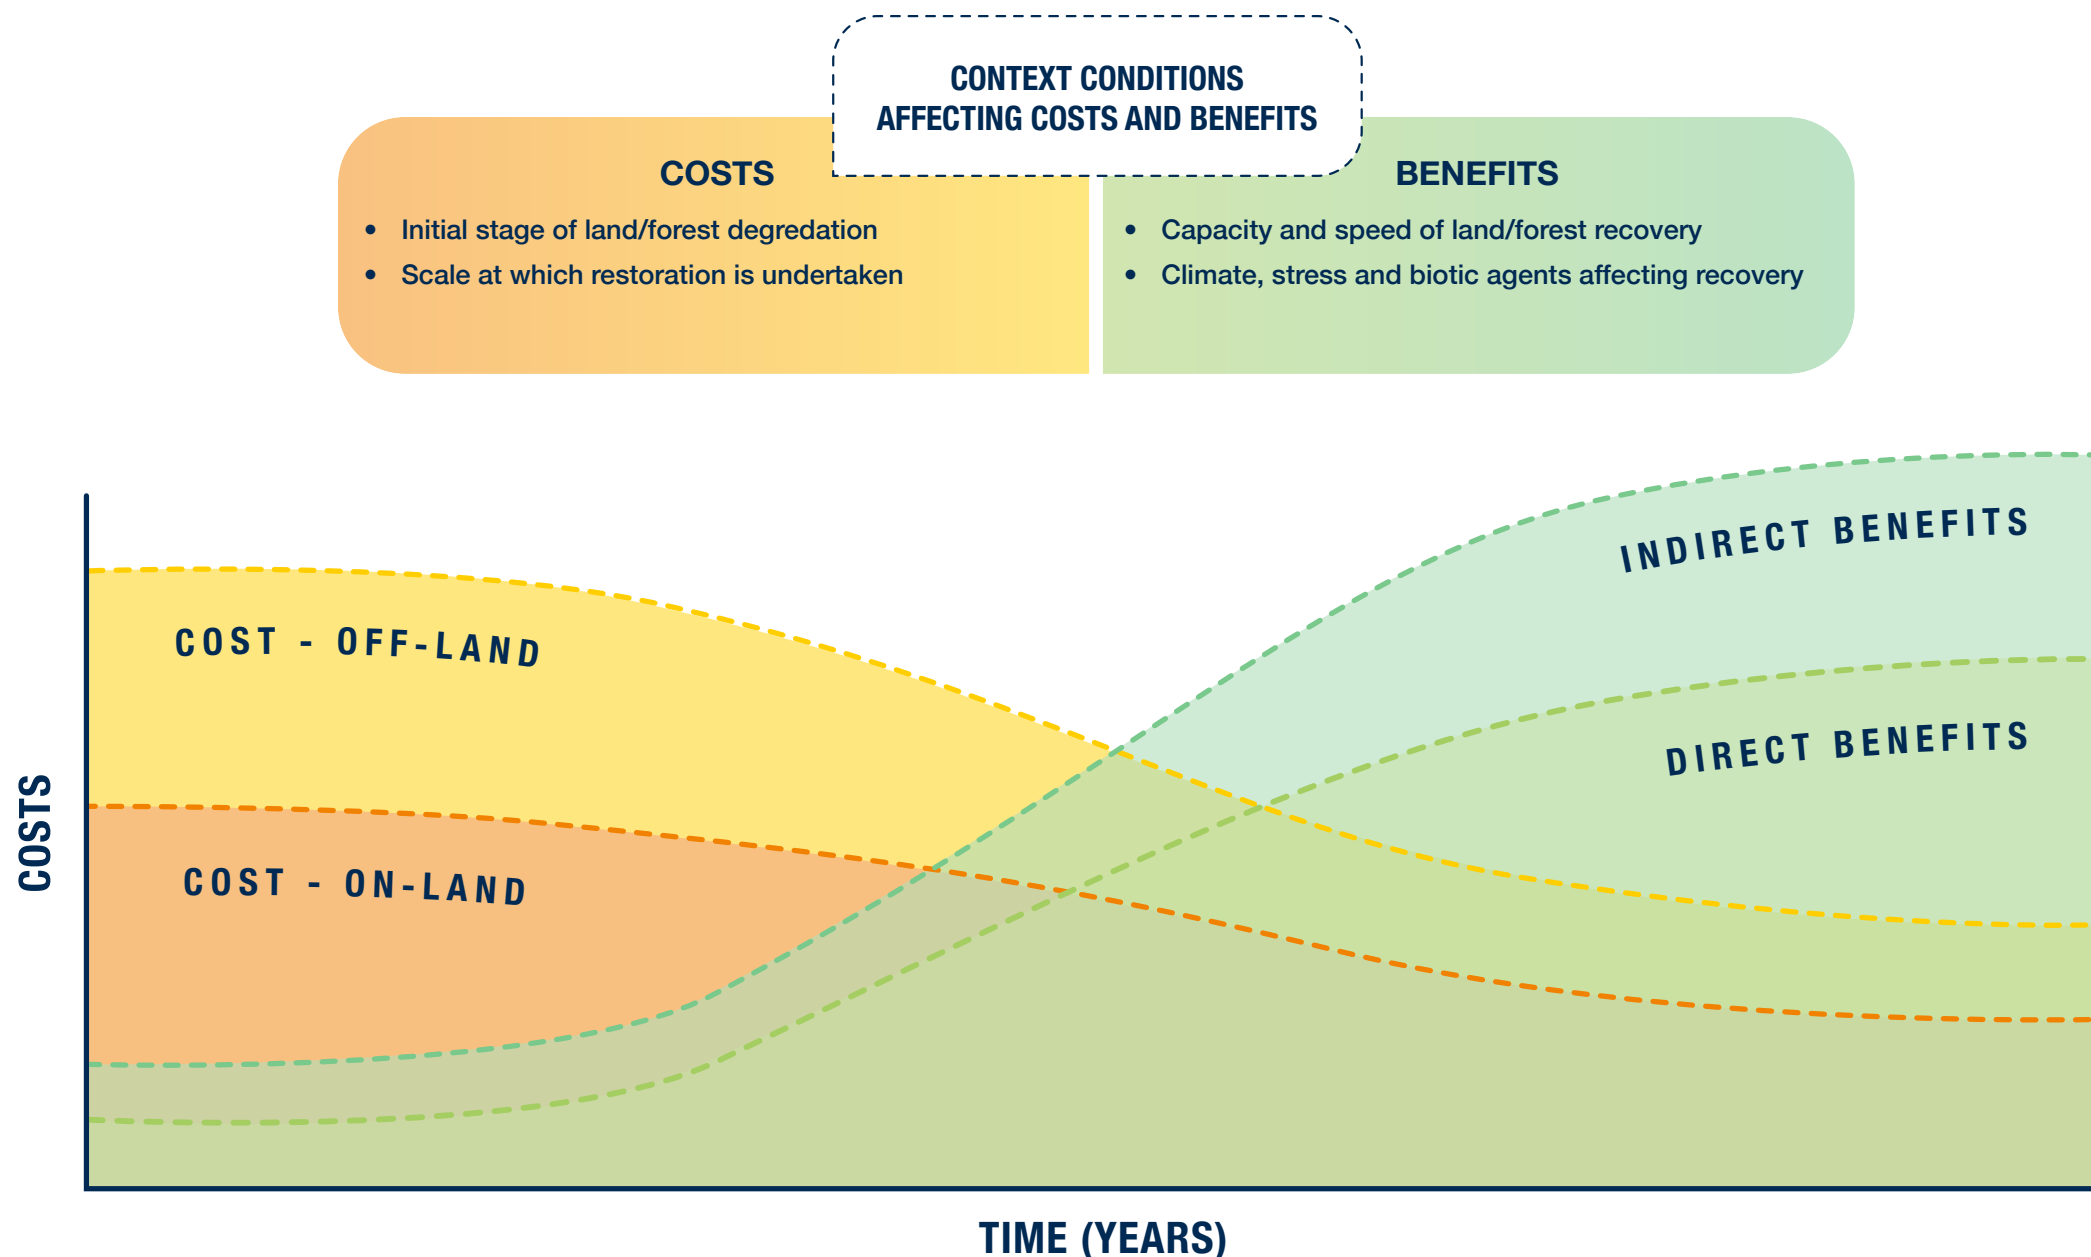 CONTEXT CONDITIONS
AFFECTING COSTS AND BENEFITS
COSTS
• Initial stage of land/forest degredation
• Scale at which restoration is undertaken
BENEFITS
• Capacity and speed of land/forest recovery
• Climate, stress and biotic agents affecting recovery
INDIRECT BENEFITS
COST - OFF-LAND
DIRECT BENEFITS
COSTS
COST - ON-LAND
TIME (YEARS)